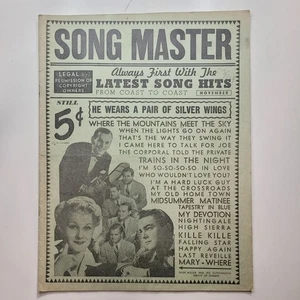 SONG MASTER
LEGAL BY
PERMISSION OF
COPYRIGHT
OWNERS
Always First With The
LATEST SONG HITS
FROM COAST TO COAST
NOVEMBER
STILL
5¢
HE WEARS A PAIR OF SILVER WINGS
WHERE THE MOUNTAINS MEET THE SKY
WHEN THE LIGHTS GO ON AGAIN
THAT'S THE WAY THEY SWING IT
I CAME HERE TO TALK FOR JOE
THE CORPORAL TOLD THE PRIVATE
TRAINS IN THE NIGHT
I'M SO-SO-SO-SO IN LOVE
WHO WOULDN'T LOVE YOU?
I'M A HARD LUCK GUY
AT THE CROSSROADS
MY OLD HOME TOWN
MIDSUMMER MATINEE
TAPESTRY IN BLUE
MY DEVOTION
NIGHTINGALE
HIGH SIERRA
KILLE KILLE
FALLING STAR
HAPPY AGAIN
LAST REVEILLE
MARY - WHERE